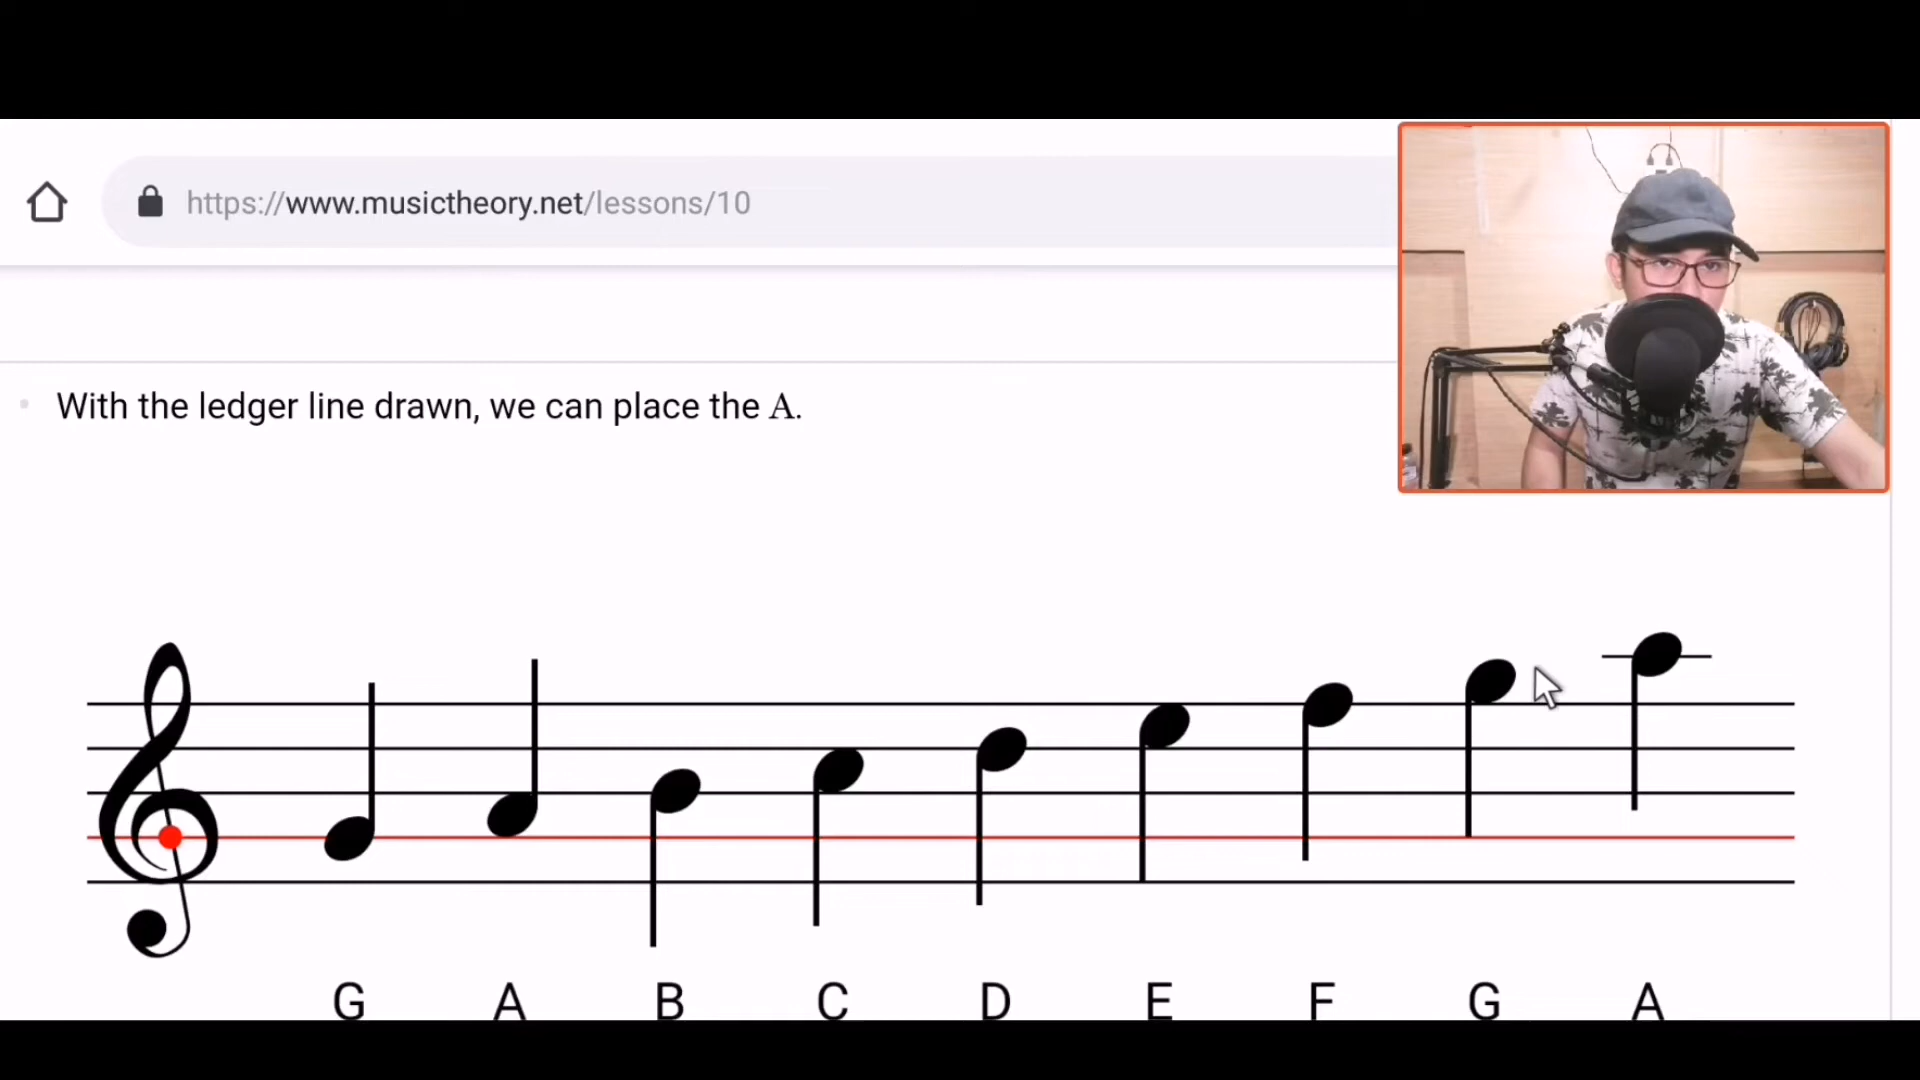 https://www.musictheory.net/lessons/10
With the ledger line drawn, we can place the A.
G A B C D E F G A